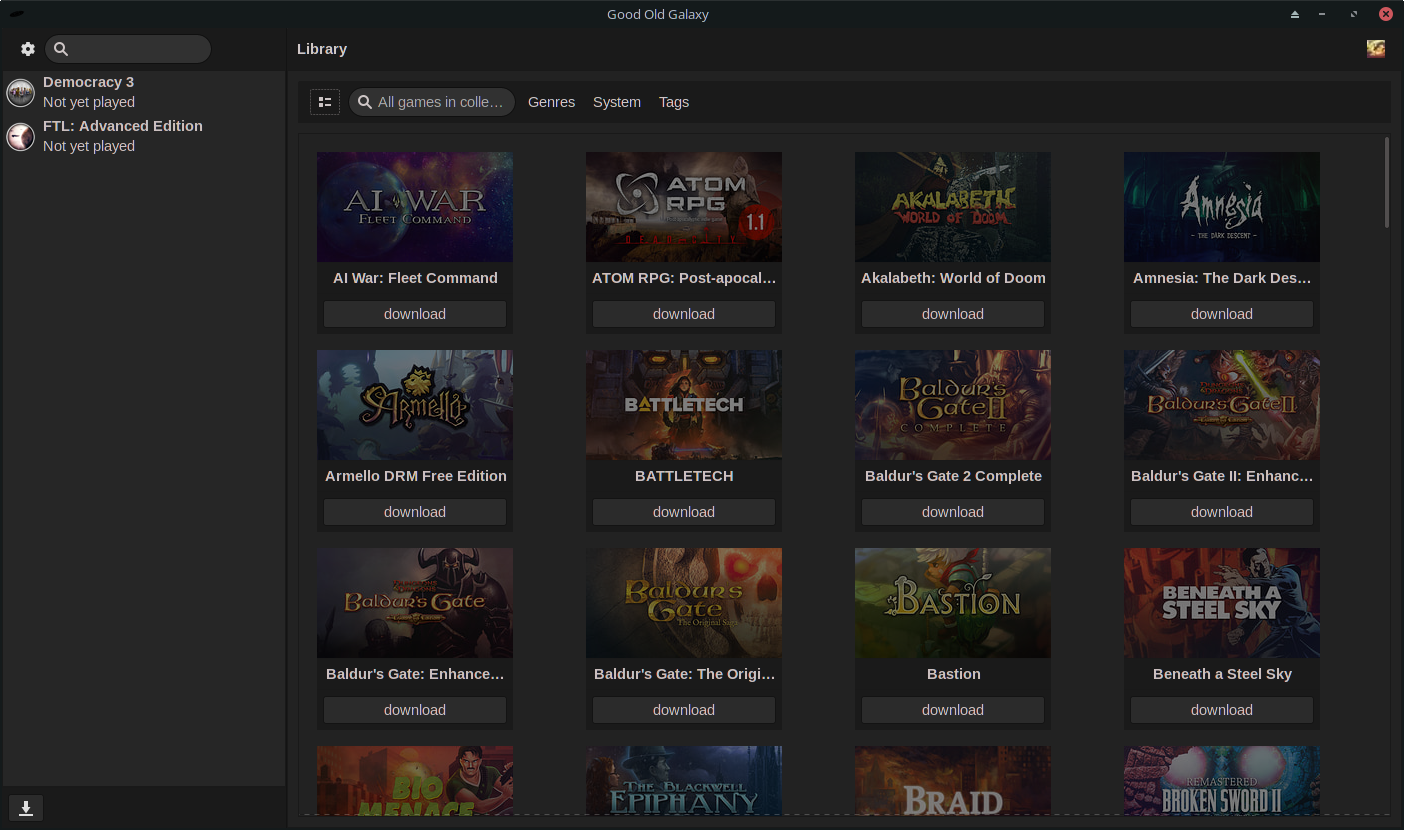 Good Old Galaxy
Library
Democracy 3
Not yet played
FTL: Advanced Edition
Not yet played
All games in colle…
Genres
System
Tags
AI WAR
FLEET COMMAND
ATOM
RPG
1.1
DEAD CITY
AKALABETH
WORLD OF DOOM
Amnesia
- THE DARK DESCENT -
AI War: Fleet Command
ATOM RPG: Post-apocal…
Akalabeth: World of Doom
Amnesia: The Dark Des…
download
download
download
download
Armello
BATTLETECH
BALDUR'S
GATE II
COMPLETE
DUNGEONS & DRAGONS
BALDUR'S GATE II
Armello DRM Free Edition
BATTLETECH
Baldur's Gate 2 Complete
Baldur's Gate II: Enhanc…
download
download
download
download
BALDUR'S GATE
BALDUR'S
GATE
The Original Saga
BASTION
BENEATH A
STEEL SKY
Baldur's Gate: Enhance…
Baldur's Gate: The Origi…
Bastion
Beneath a Steel Sky
download
download
download
download
BIO
MENACE
THE BLACKWELL
EPIPHANY
BRAID
REMASTERED
BROKEN SWORD II